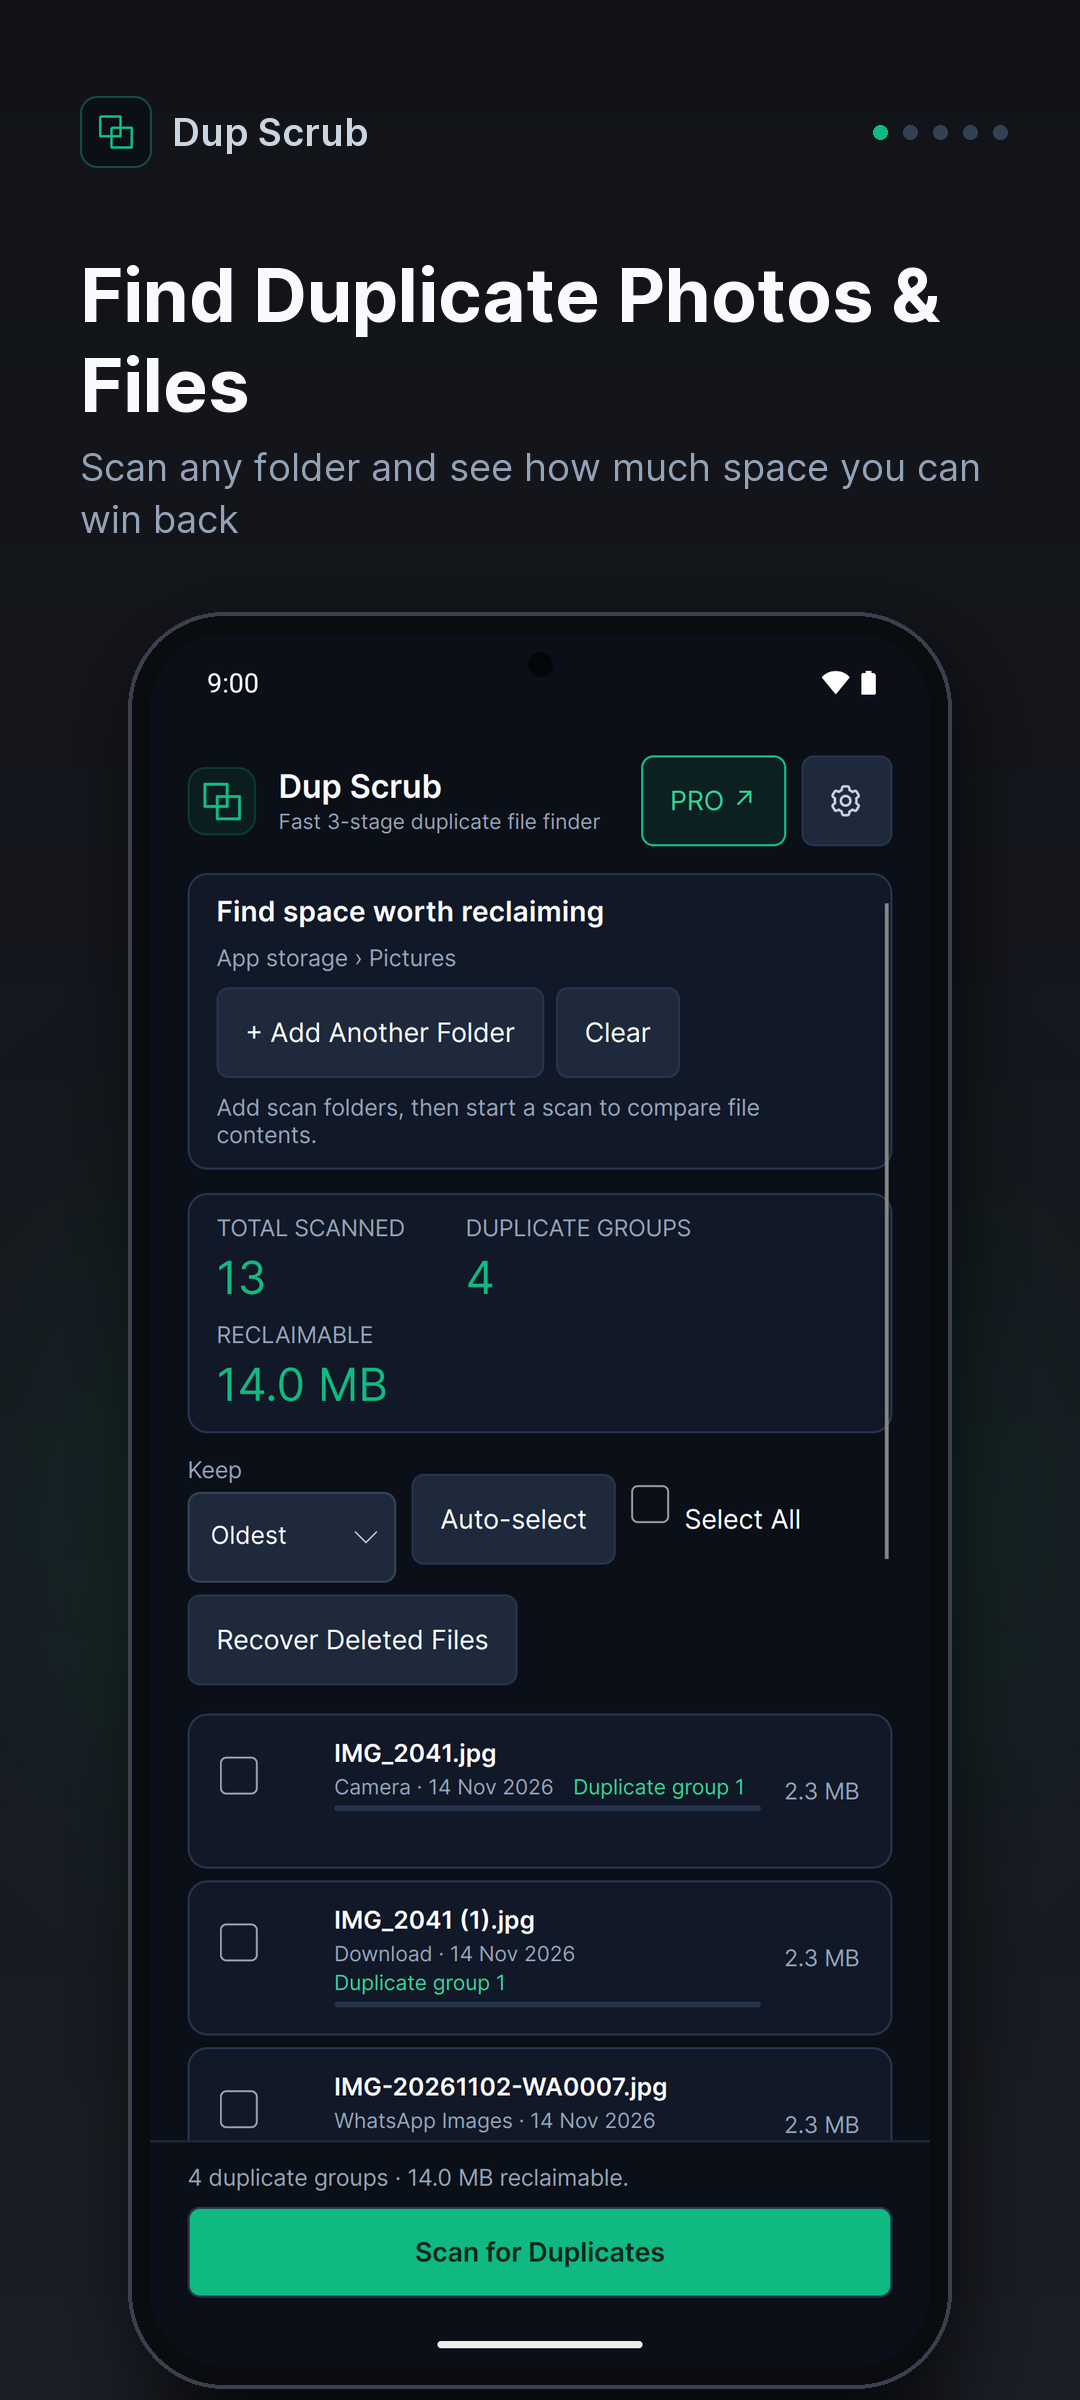 Dup Scrub
Find Duplicate Photos &
Files
Scan any folder and see how much space you can
win back
9:00
Dup Scrub
Fast 3-stage duplicate file finder
PRO ↗
Find space worth reclaiming
App storage › Pictures
+ Add Another Folder
Clear
Add scan folders, then start a scan to compare file
contents.
TOTAL SCANNED
13
DUPLICATE GROUPS
4
RECLAIMABLE
14.0 MB
Keep
Oldest
Auto-select
Select All
Recover Deleted Files
IMG_2041.jpg
Camera · 14 Nov 2026 Duplicate group 1
2.3 MB
IMG_2041 (1).jpg
Download · 14 Nov 2026
Duplicate group 1
2.3 MB
IMG-20261102-WA0007.jpg
WhatsApp Images · 14 Nov 2026
2.3 MB
4 duplicate groups · 14.0 MB reclaimable.
Scan for Duplicates